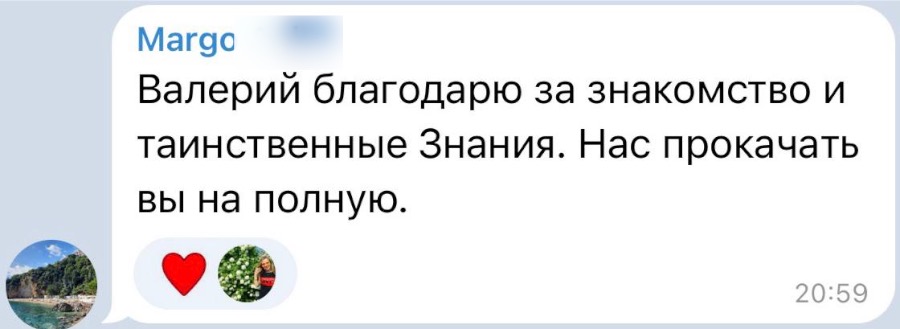 Margo
Валерий благодарю за знакомство и
таинственные Знания. Нас прокачать
вы на полную.
20:59